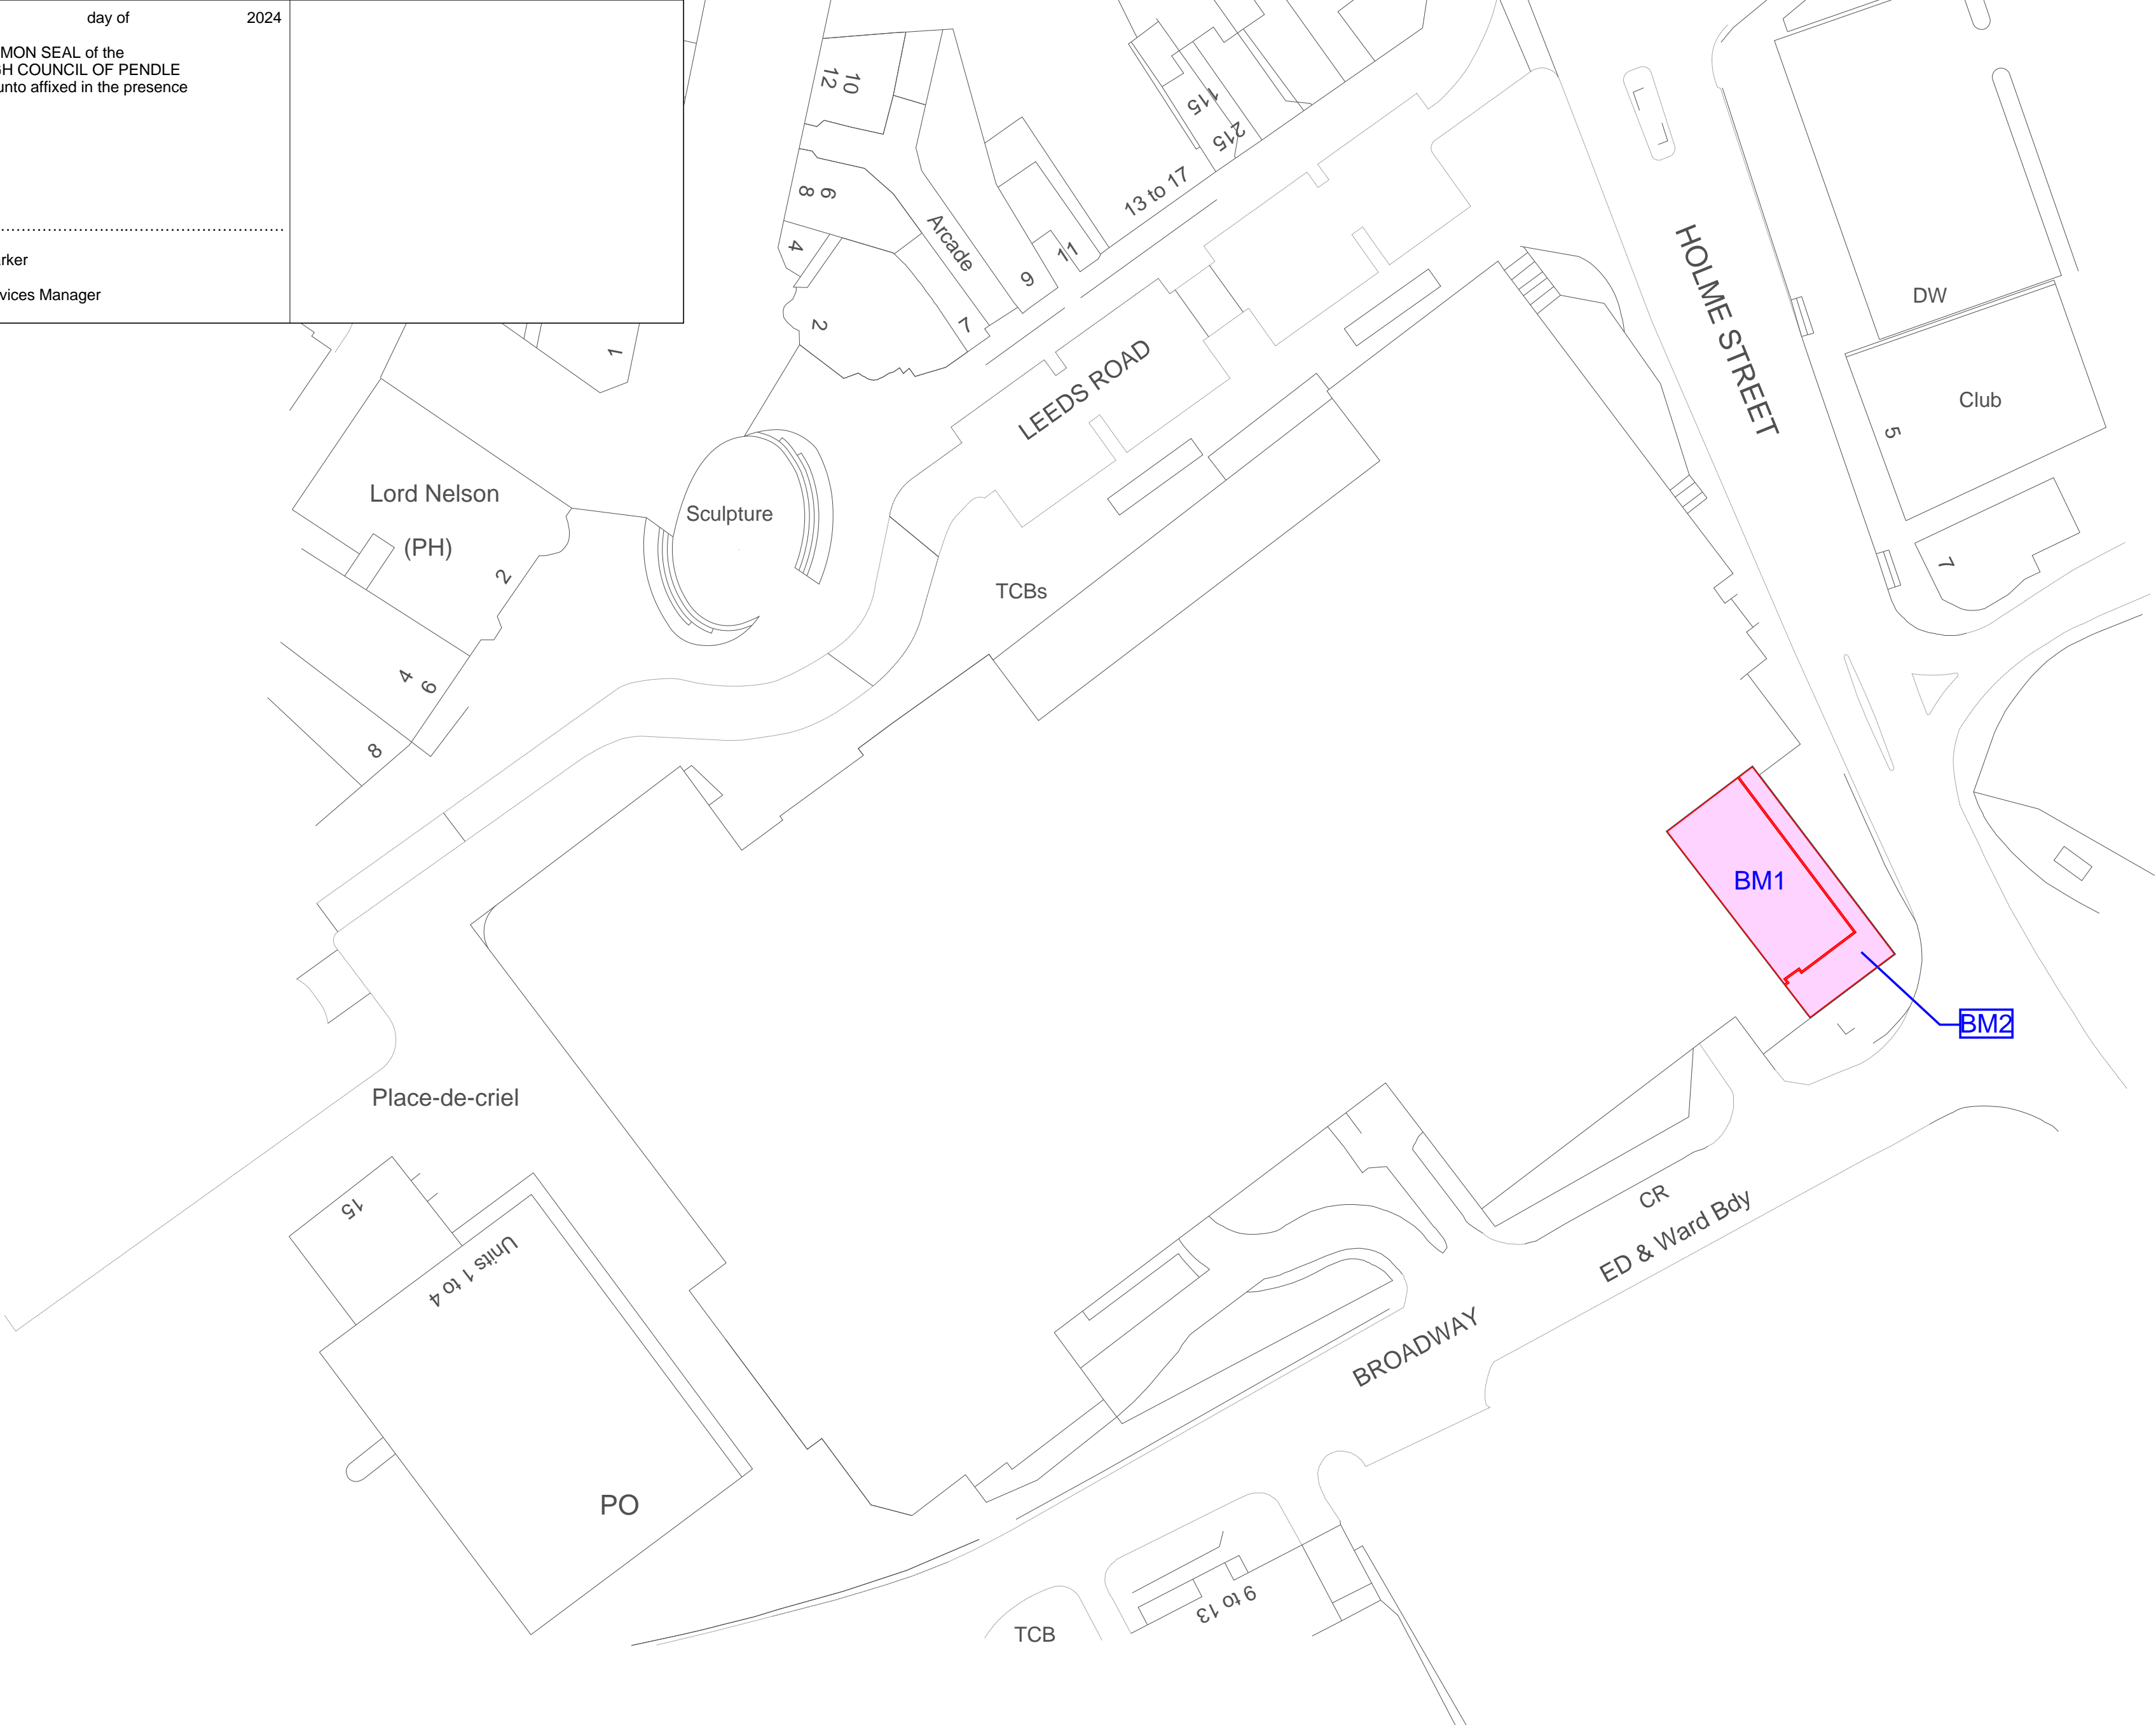 day of 2024
MON SEAL of the
GH COUNCIL OF PENDLE
unto affixed in the presence
rker
vices Manager
10
12
6
8
4
2
Arcade
7
9
11
13 to 17
115
215
1
HOLME STREET
DW
Club
5
7
LEEDS ROAD
Lord Nelson
(PH)
2
Sculpture
TCBs
4
6
8
BM1
BM2
Place-de-criel
15
Units 1 to 4
PO
CR
ED & Ward Bdy
BROADWAY
9 to 13
TCB